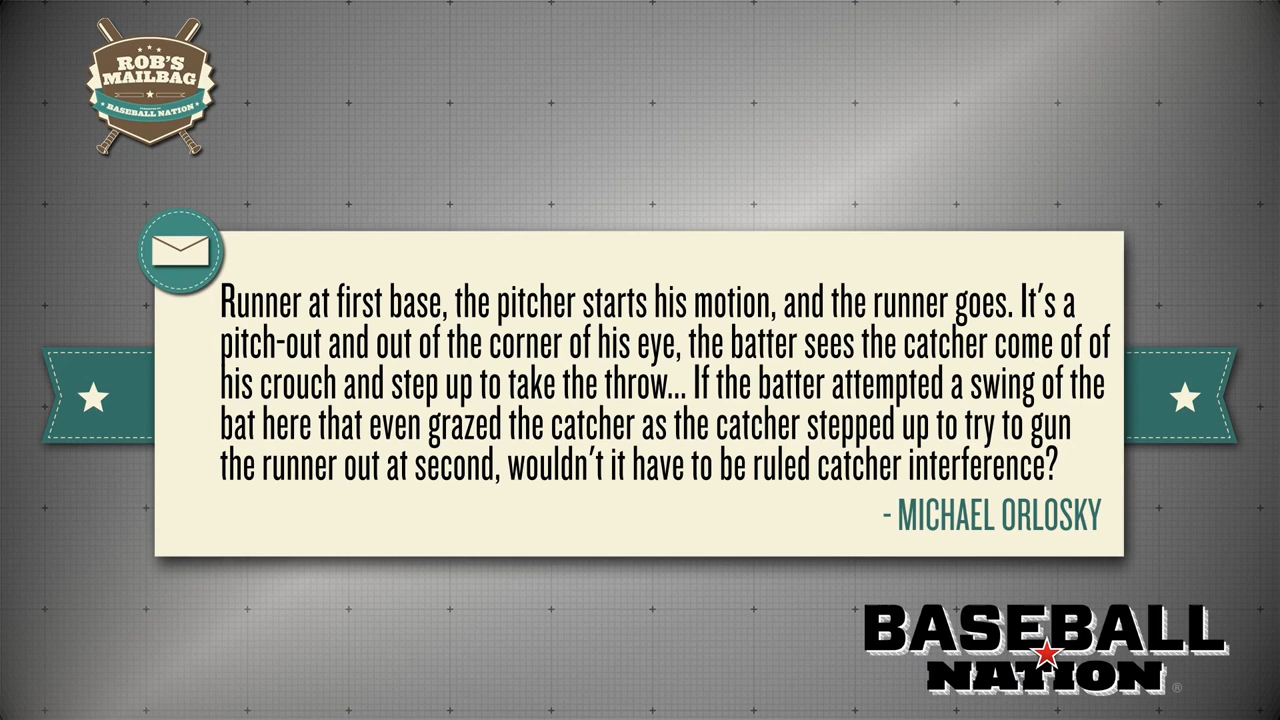 ROB'S
MAILBAG
BASEBALL NATION
Runner at first base, the pitcher starts his motion, and the runner goes. It's a
pitch-out and out of the corner of his eye, the batter sees the catcher come of of
his crouch and step up to take the throw... If the batter attempted a swing of the
bat here that even grazed the catcher as the catcher stepped up to try to gun
the runner out at second, wouldn't it have to be ruled catcher interference?
- MICHAEL ORLOSKY
BASEBALL
NATION ®